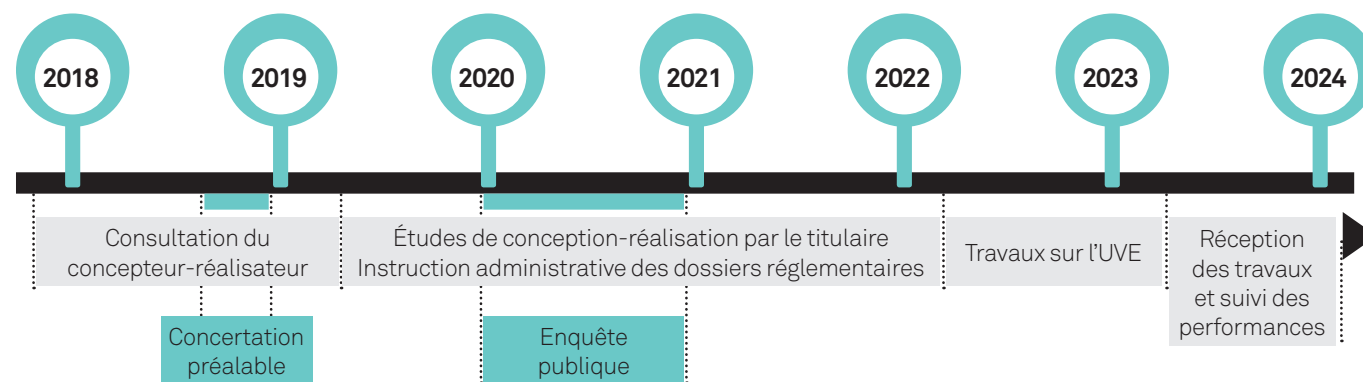 2018
2019
2020
2021
2022
2023
2024
Consultation du
concepteur-réalisateur
Études de conception-réalisation par le titulaire
Instruction administrative des dossiers réglementaires
Travaux sur l’UVE
Réception
des travaux
et suivi des
performances
Concertation
préalable
Enquête
publique